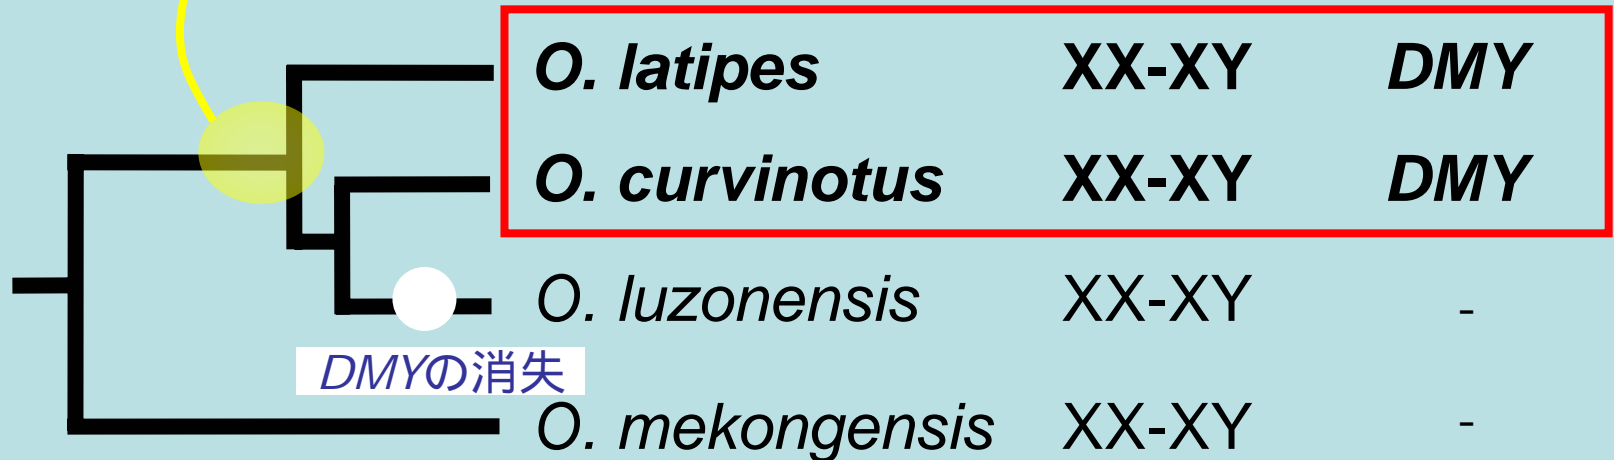 O. latipes XX-XY DMY
O. curvinotus XX-XY DMY
O. luzonensis XX-XY -
DMYの消失
O. mekongensis XX-XY -